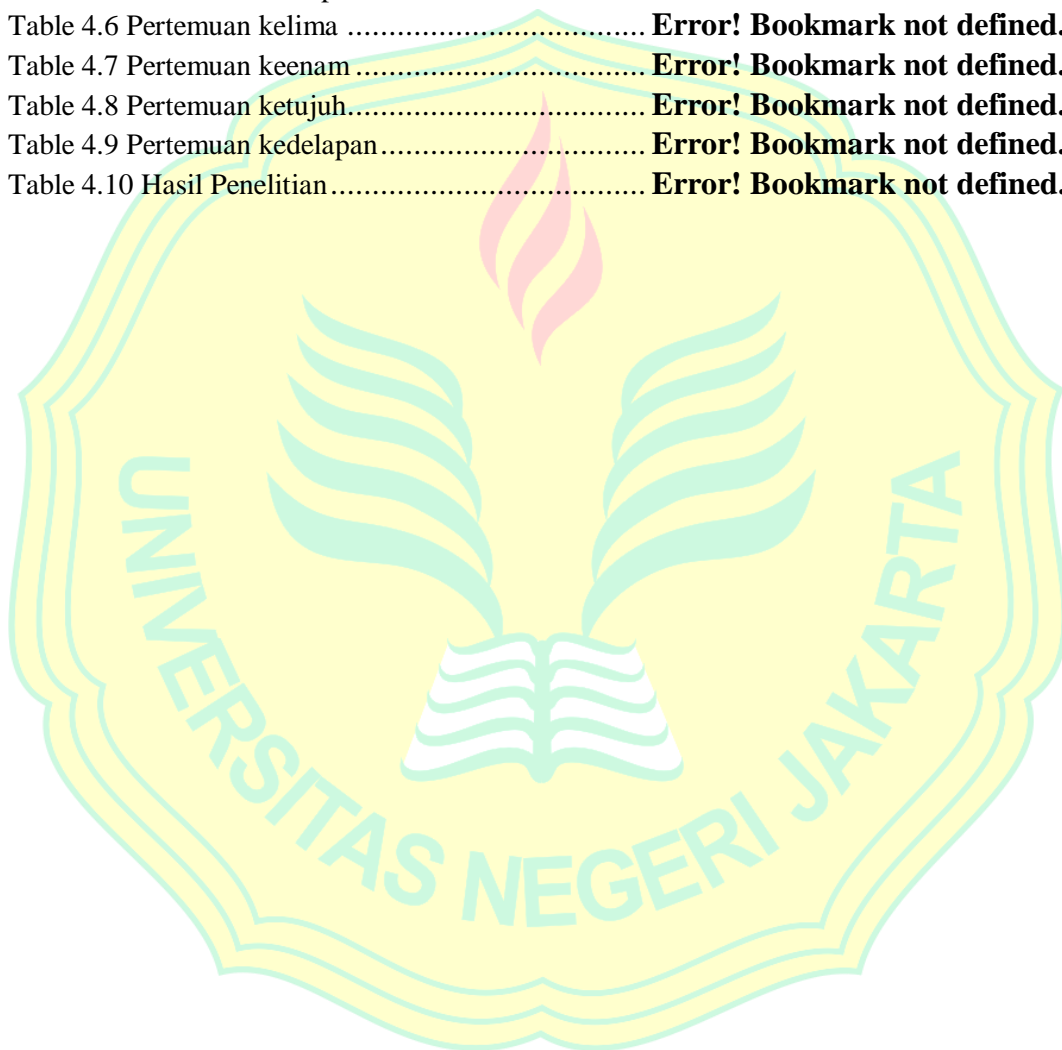 Table 4.6 Pertemuan kelima ...................................... Error! Bookmark not defined.
Table 4.7 Pertemuan keenam ..................................... Error! Bookmark not defined.
Table 4.8 Pertemuan ketujuh...................................... Error! Bookmark not defined.
Table 4.9 Pertemuan kedelapan.................................. Error! Bookmark not defined.
Table 4.10 Hasil Penelitian ........................................ Error! Bookmark not defined.
UNIVERSITAS NEGERI JAKARTA